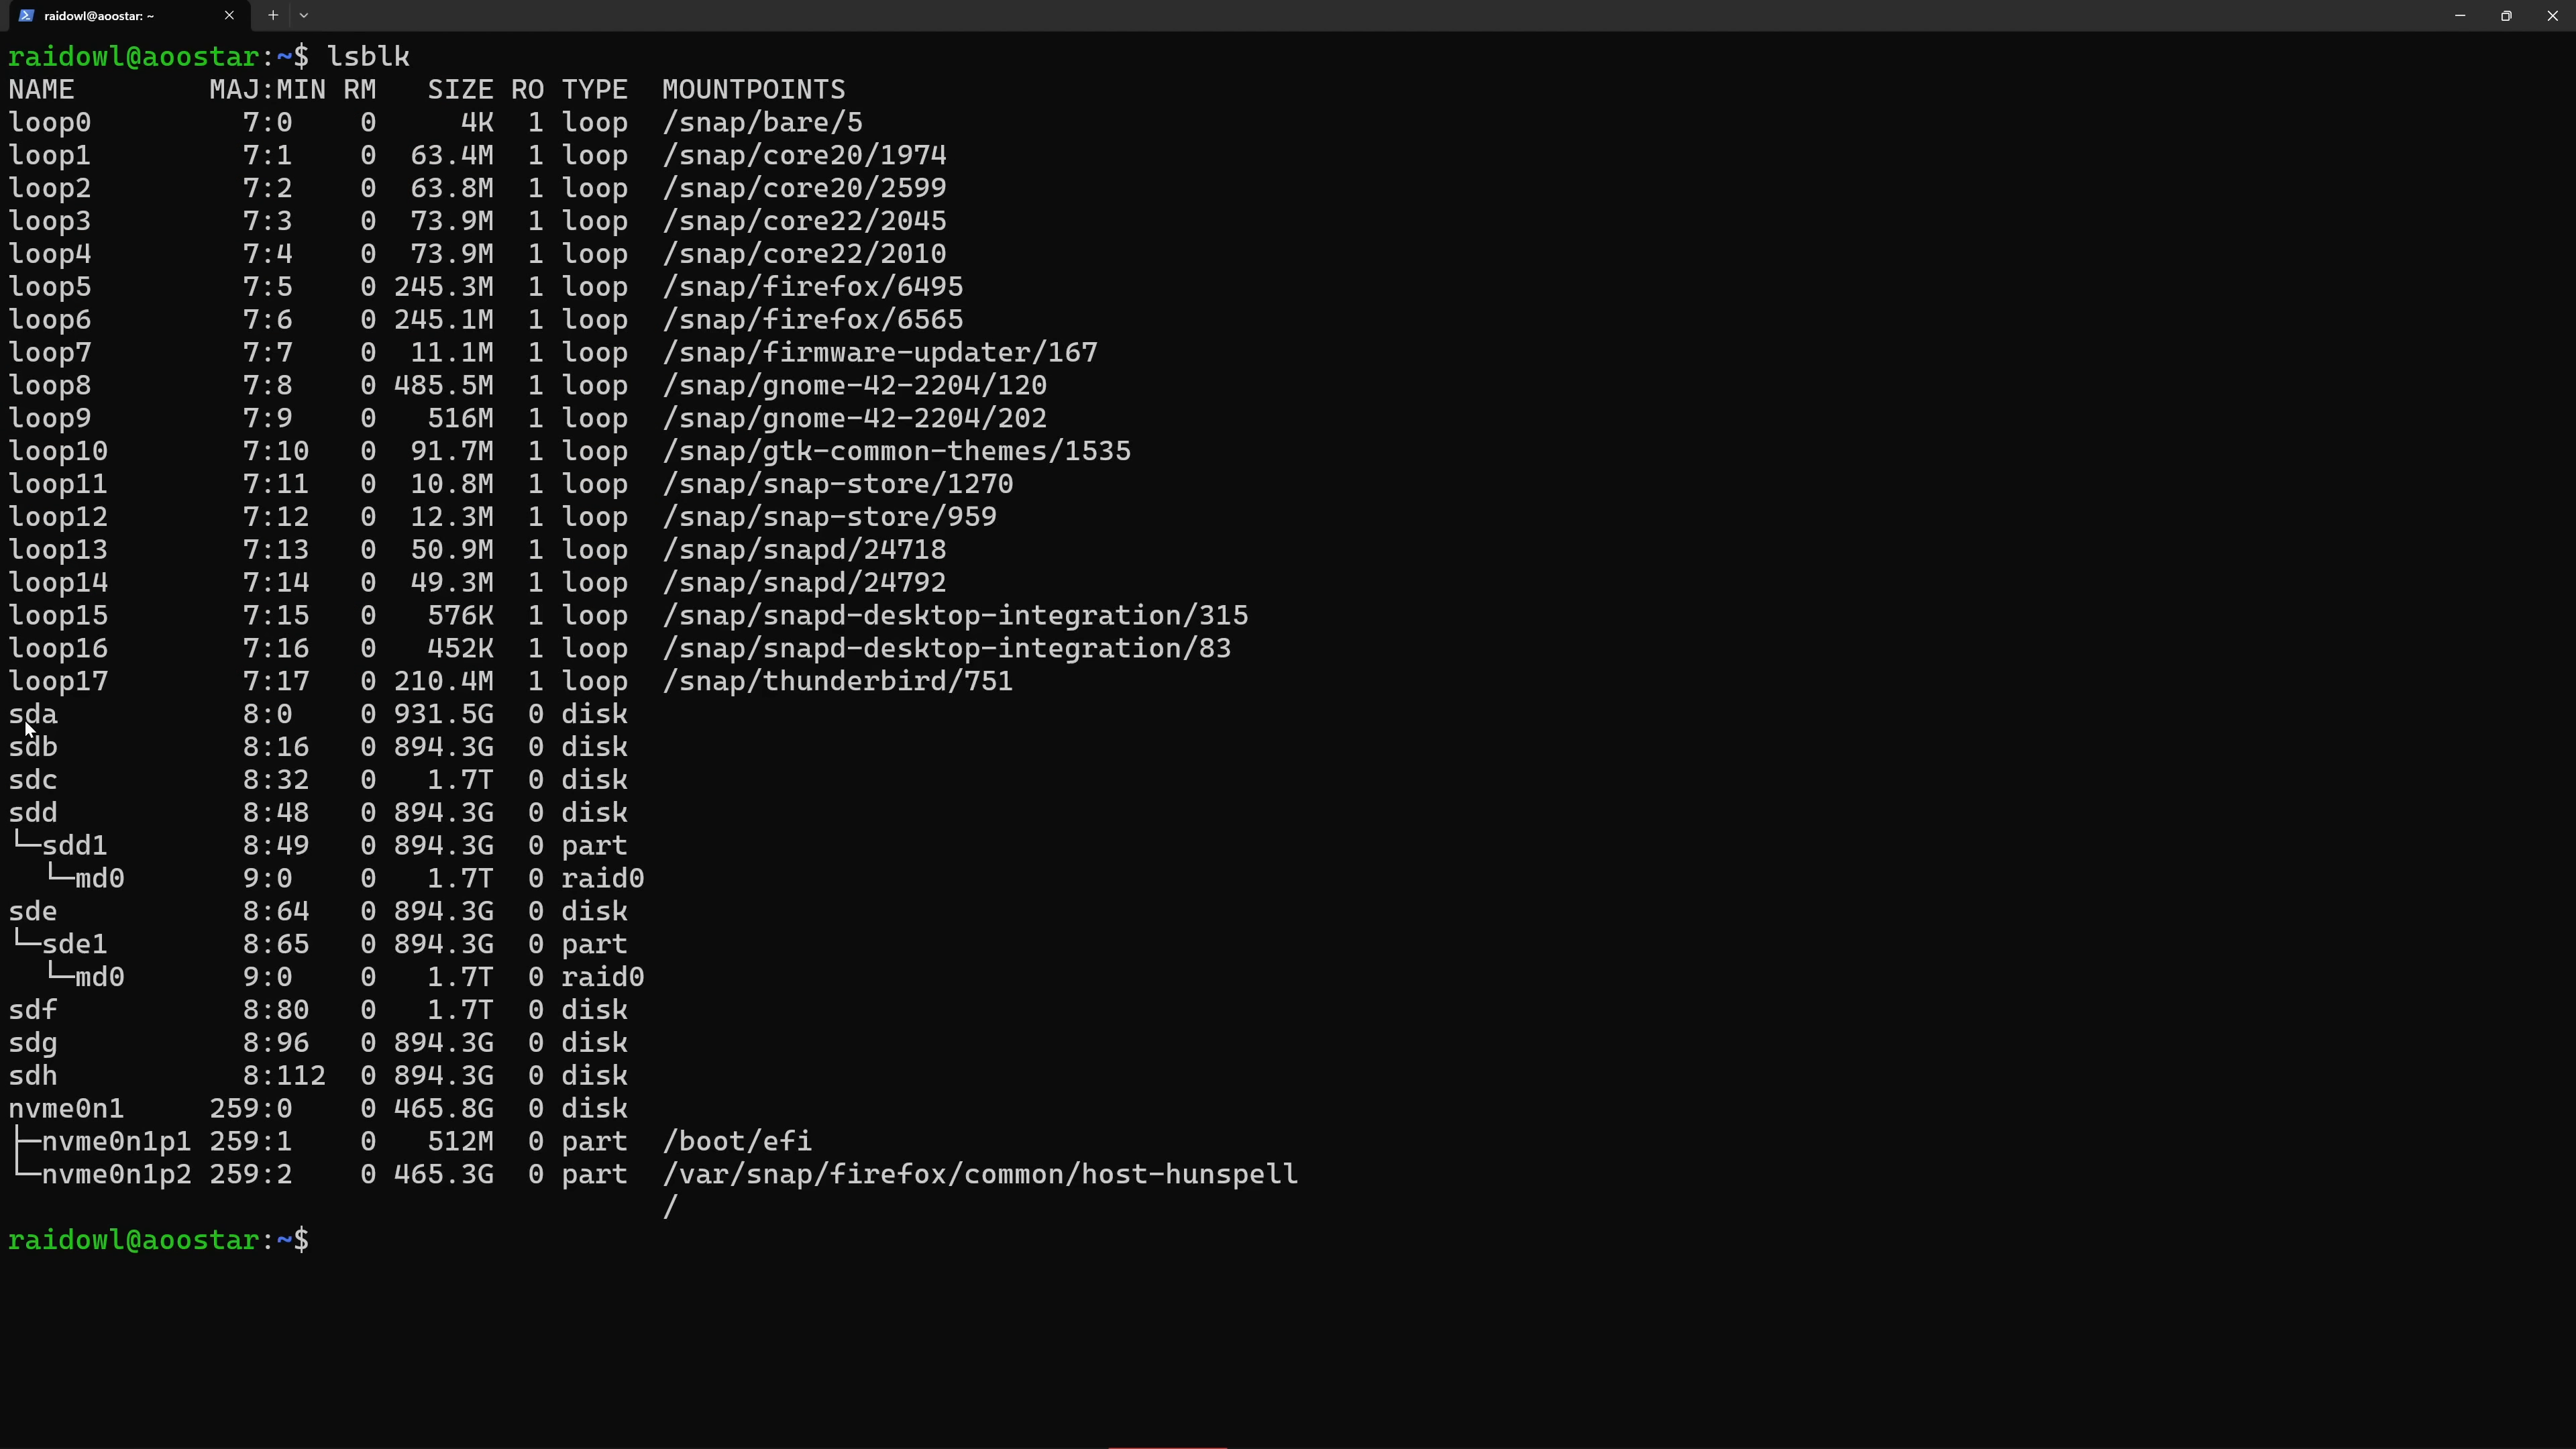 raidowl@aoostar: ~
raidowl@aoostar:~$ lsblk
NAME        MAJ:MIN RM   SIZE RO TYPE  MOUNTPOINTS
loop0         7:0    0     4K  1 loop  /snap/bare/5
loop1         7:1    0  63.4M  1 loop  /snap/core20/1974
loop2         7:2    0  63.8M  1 loop  /snap/core20/2599
loop3         7:3    0  73.9M  1 loop  /snap/core22/2045
loop4         7:4    0  73.9M  1 loop  /snap/core22/2010
loop5         7:5    0 245.3M  1 loop  /snap/firefox/6495
loop6         7:6    0 245.1M  1 loop  /snap/firefox/6565
loop7         7:7    0  11.1M  1 loop  /snap/firmware-updater/167
loop8         7:8    0 485.5M  1 loop  /snap/gnome-42-2204/120
loop9         7:9    0   516M  1 loop  /snap/gnome-42-2204/202
loop10        7:10   0  91.7M  1 loop  /snap/gtk-common-themes/1535
loop11        7:11   0  10.8M  1 loop  /snap/snap-store/1270
loop12        7:12   0  12.3M  1 loop  /snap/snap-store/959
loop13        7:13   0  50.9M  1 loop  /snap/snapd/24718
loop14        7:14   0  49.3M  1 loop  /snap/snapd/24792
loop15        7:15   0   576K  1 loop  /snap/snapd-desktop-integration/315
loop16        7:16   0   452K  1 loop  /snap/snapd-desktop-integration/83
loop17        7:17   0 210.4M  1 loop  /snap/thunderbird/751
sda           8:0    0 931.5G  0 disk
sdb           8:16   0 894.3G  0 disk
sdc           8:32   0   1.7T  0 disk
sdd           8:48   0 894.3G  0 disk
└─sdd1        8:49   0 894.3G  0 part
  └─md0       9:0    0   1.7T  0 raid0
sde           8:64   0 894.3G  0 disk
└─sde1        8:65   0 894.3G  0 part
  └─md0       9:0    0   1.7T  0 raid0
sdf           8:80   0   1.7T  0 disk
sdg           8:96   0 894.3G  0 disk
sdh           8:112  0 894.3G  0 disk
nvme0n1     259:0    0 465.8G  0 disk
├─nvme0n1p1 259:1    0   512M  0 part  /boot/efi
└─nvme0n1p2 259:2    0 465.3G  0 part  /var/snap/firefox/common/host-hunspell
                                       /
raidowl@aoostar:~$